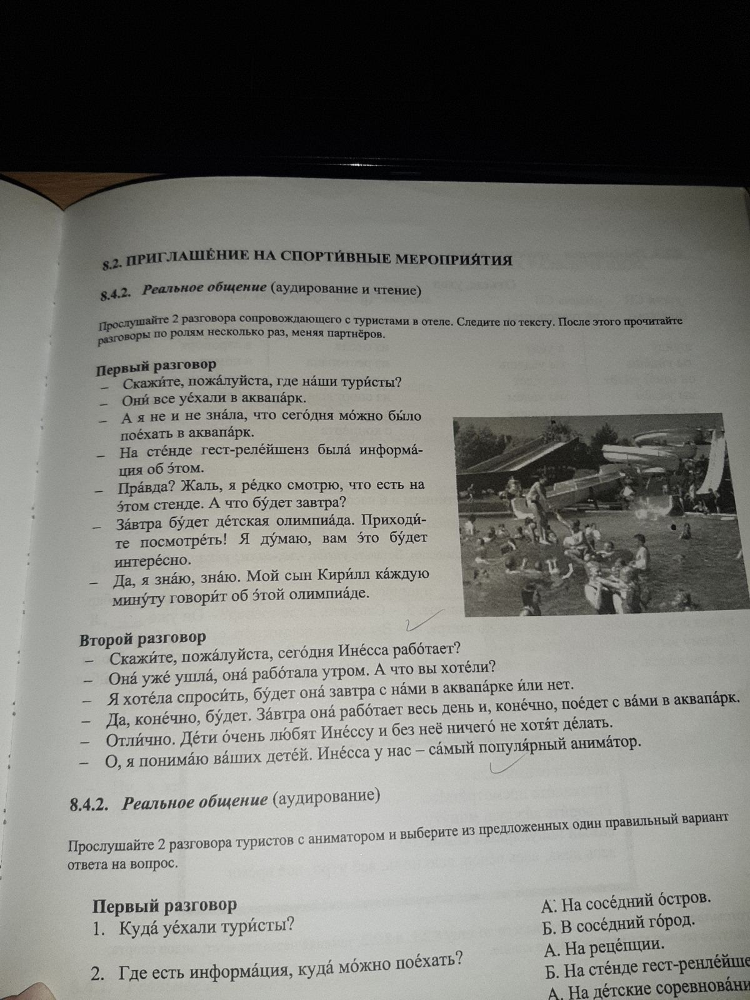 8.2. ПРИГЛАШЕ́НИЕ НА СПОРТИ́ВНЫЕ МЕРОПРИЯ́ТИЯ
8.4.2. Реальное общение (аудирование и чтение)
Прослушайте 2 разговора сопровождающего с туристами в отеле. Следите по тексту. После этого прочитайте
разговоры по ролям несколько раз, меняя партнёров.
Первый разговор
– Скажи́те, пожа́луйста, где на́ши тури́сты?
– Они́ все уе́хали в аквапа́рк.
– А я не и не зна́ла, что сего́дня мо́жно бы́ло
пое́хать в аквапа́рк.
– На сте́нде гест-реле́йшенз была́ информа́-
ция об э́том.
– Пра́вда? Жаль, я ре́дко смотрю, что есть на
э́том стенде. А что бу́дет завтра?
– За́втра бу́дет де́тская олимпиа́да. Приходи́-
те посмотре́ть! Я ду́маю, вам э́то бу́дет
интере́сно.
– Да, я зна́ю, зна́ю. Мой сын Кири́лл ка́ждую
мину́ту говори́т об э́той олимпиа́де.
Второй разговор
– Скажи́те, пожа́луйста, сего́дня Ине́сса рабо́тает?
– Она́ уже́ ушла́, она́ рабо́тала утром. А что вы хоте́ли?
– Я хоте́ла спроси́ть, бу́дет она́ завтра с на́ми в аквапа́рке и́ли нет.
– Да, коне́чно, бу́дет. За́втра она́ рабо́тает весь день и, коне́чно, пое́дет с ва́ми в аквапа́рк.
– Отли́чно. Де́ти о́чень лю́бят Ине́ссу и без неё ничего́ не хотя́т де́лать.
– О, я понима́ю ва́ших дете́й. Ине́сса у нас – са́мый популя́рный анима́тор.
8.4.2. Реальное общение (аудирование)
Прослушайте 2 разговора туристов с аниматором и выберите из предложенных один правильный вариант
ответа на вопрос.
Первый разговор
1. Куда́ уе́хали тури́сты?
А. На сосе́дний о́стров.
Б. В сосе́дний го́род.
2. Где есть информа́ция, куда́ мо́жно пое́хать?
А. На реце́пции.
Б. На сте́нде гест-ренле́йше
А. На де́тские соревнова́ни